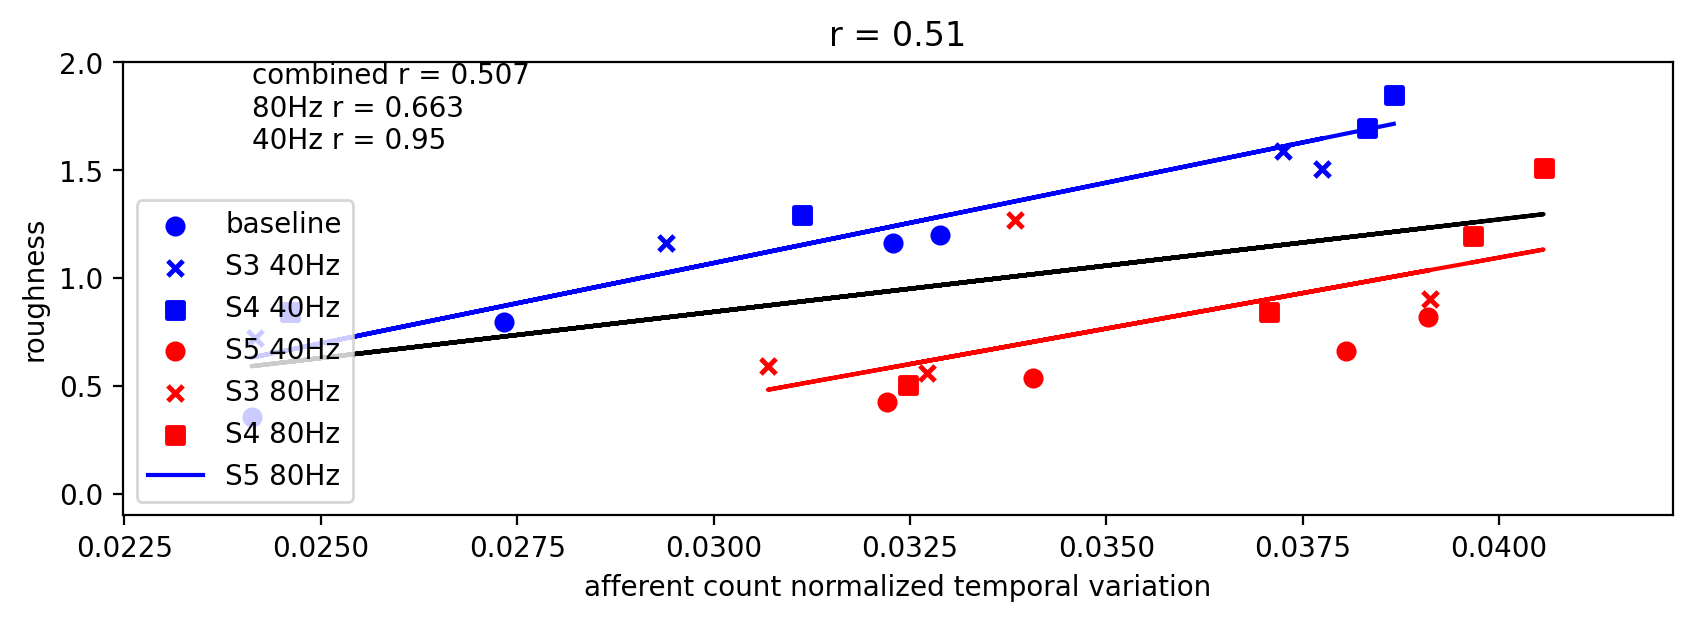 r = 0.51
combined r = 0.507
80Hz r = 0.663
40Hz r = 0.95
2.0
1.5
1.0
0.5
0.0
roughness
baseline
S3 40Hz
S4 40Hz
S5 40Hz
S3 80Hz
S4 80Hz
S5 80Hz
0.0225 0.0250 0.0275 0.0300 0.0325 0.0350 0.0375 0.0400
afferent count normalized temporal variation